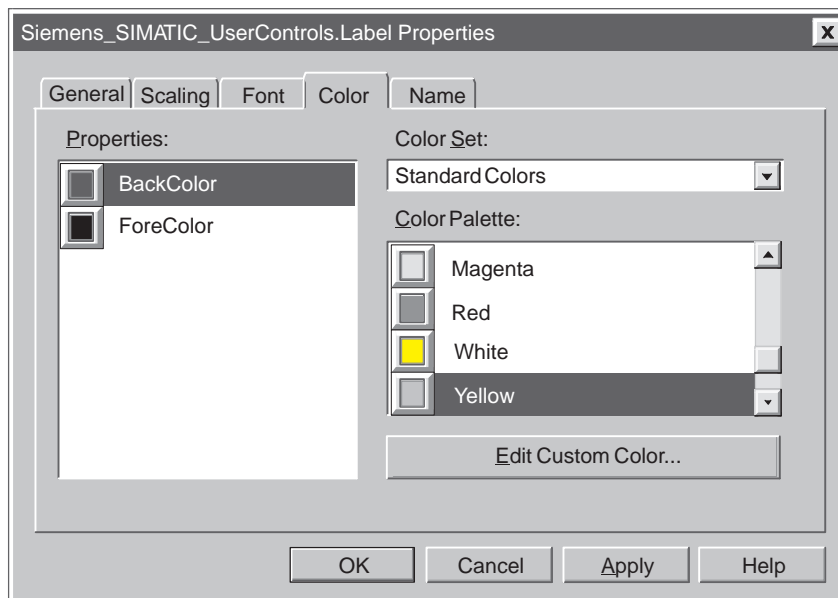 Siemens_SIMATIC_UserControls.Label Properties
General Scaling Font Color Name
Properties:
BackColor
ForeColor
Color Set:
Standard Colors
Color Palette:
Magenta
Red
White
Yellow
Edit Custom Color...
OK Cancel Apply Help